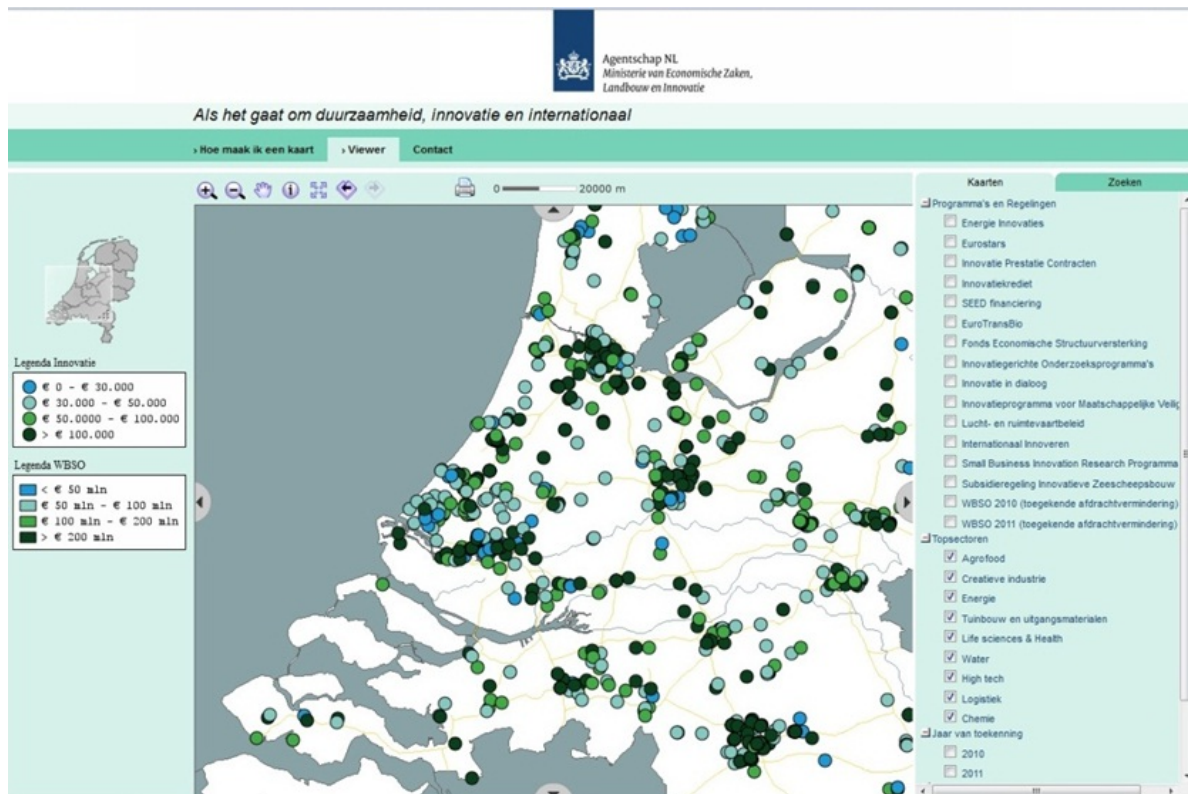 Agentschap NL
Ministerie van Economische Zaken,
Landbouw en Innovatie
Als het gaat om duurzaamheid, innovatie en internationaal
› Hoe maak ik een kaart
› Viewer
Contact
0 20000 m
Legenda Innovatie
€ 0 - € 30.000
€ 30.000 - € 50.000
€ 50.0000 - € 100.000
> € 100.000
Legenda WBSO
< € 50 mln
€ 50 mln - € 100 mln
€ 100 mln - € 200 mln
> € 200 mln
Kaarten
Zoeken
Programma's en Regelingen
Energie Innovaties
Eurostars
Innovatie Prestatie Contracten
Innovatiekrediet
SEED financiering
EuroTransBio
Fonds Economische Structuurversterking
Innovatiegerichte Onderzoeksprogramma's
Innovatie in dialoog
Innovatieprogramma voor Maatschappelijke Veilig
Lucht- en ruimtevaartbeleid
Internationaal Innoveren
Small Business Innovation Research Programma
Subsidieregeling Innovatieve Zeescheepsbouw
WBSO 2010 (toegekende afdrachtvermindering)
WBSO 2011 (toegekende afdrachtvermindering)
Topsectoren
Agrofood
Creatieve industrie
Energie
Tuinbouw en uitgangsmaterialen
Life sciences & Health
Water
High tech
Logistiek
Chemie
Jaar van toekenning
2010
2011